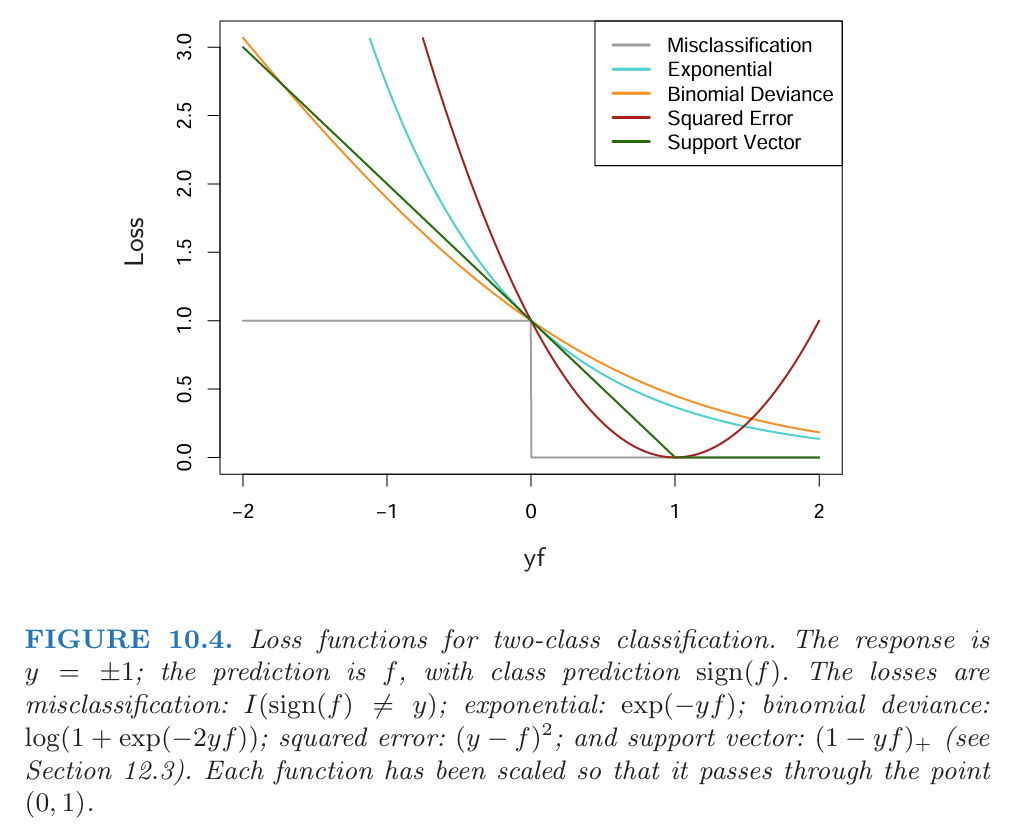 3.0
2.5
2.0
1.5
1.0
0.5
0.0
Loss
Misclassification
Exponential
Binomial Deviance
Squared Error
Support Vector
−2
−1
0
1
2
yf
FIGURE 10.4. Loss functions for two-class classification. The response is
y = ±1; the prediction is f, with class prediction sign(f). The losses are
misclassification: I(sign(f) ≠ y); exponential: exp(−yf); binomial deviance:
log(1 + exp(−2yf)); squared error: (y − f)²; and support vector: (1 − yf)₊ (see
Section 12.3). Each function has been scaled so that it passes through the point
(0, 1).